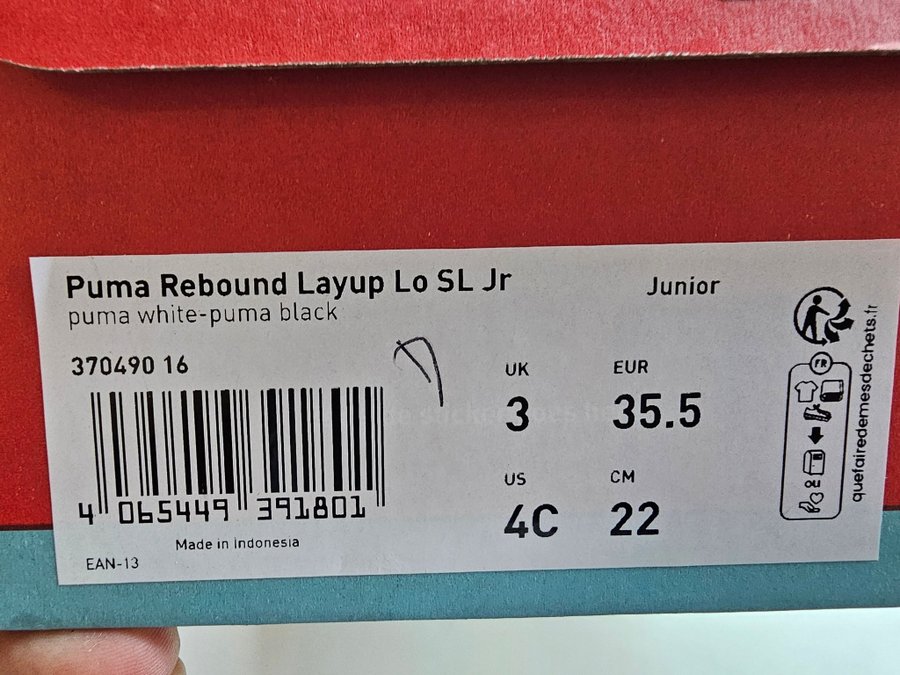 Puma Rebound Layup Lo SL Jr
Junior
puma white-puma black
370490 16
UK
EUR
3
35.5
US
CM
4C
22
4 065449 391801
Made in Indonesia
EAN-13
FR
quefairedemesdechets.fr